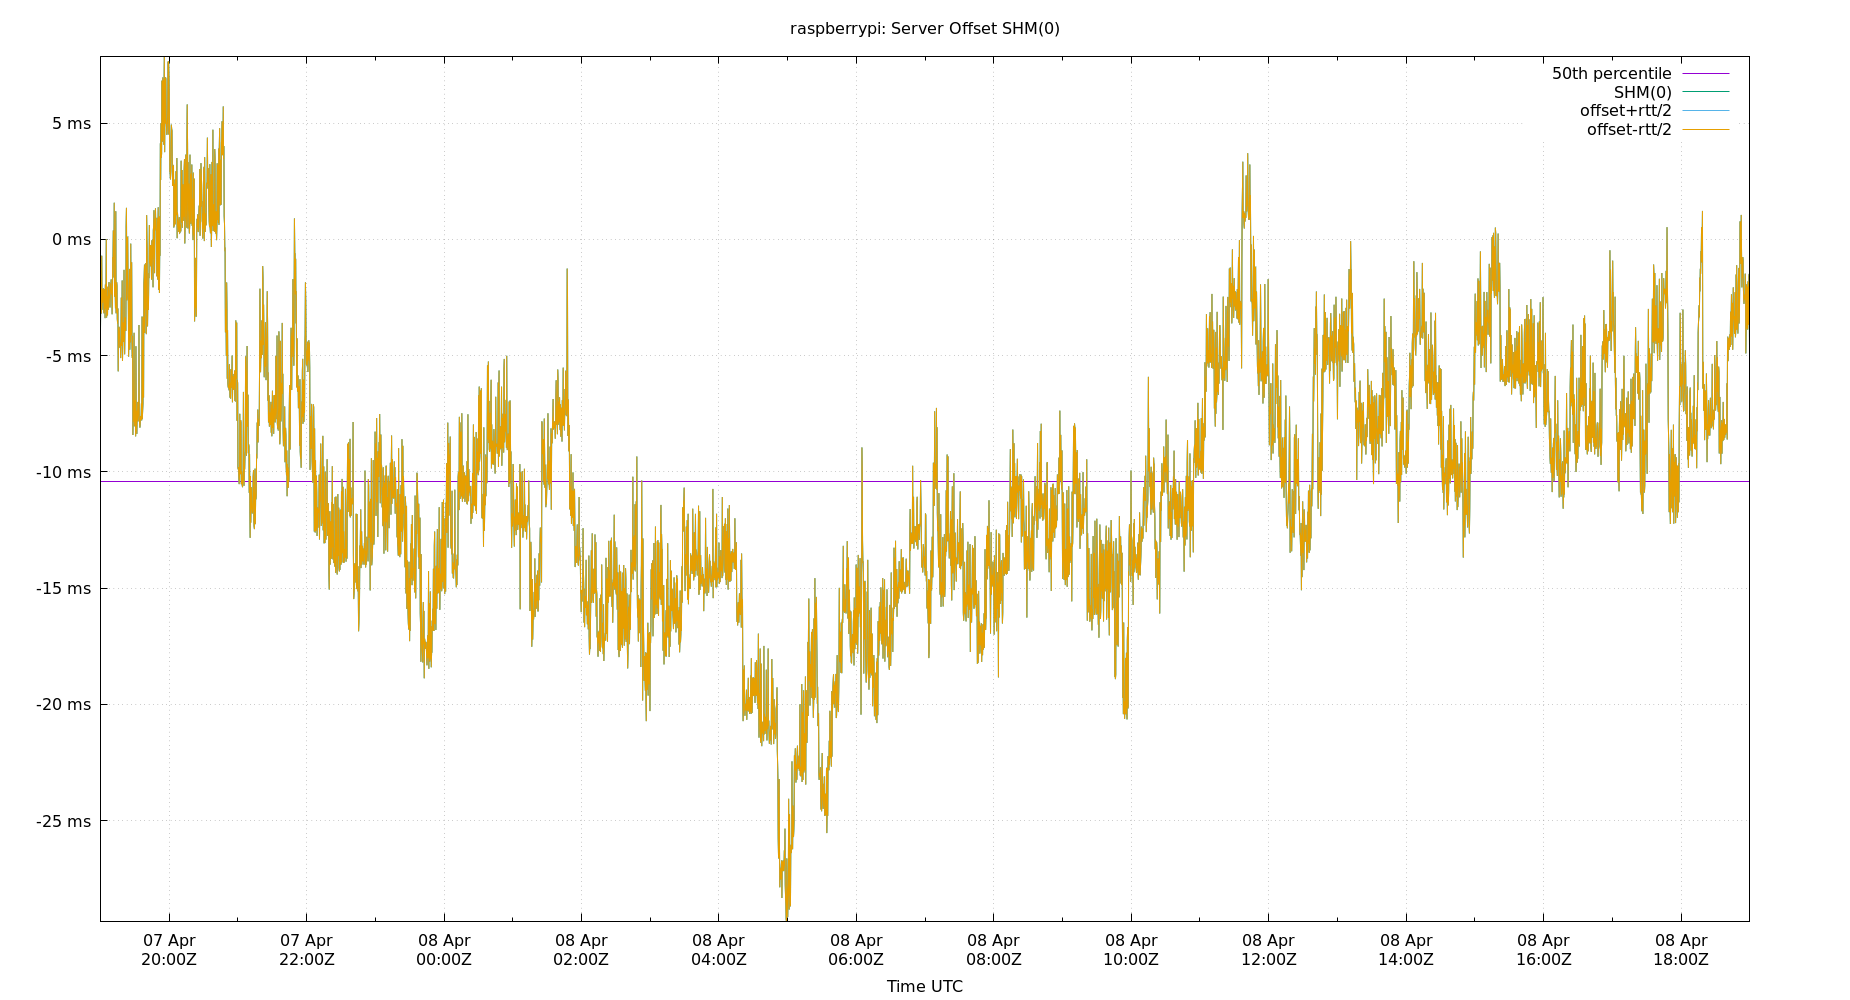 raspberrypi: Server Offset SHM(0)
50th percentile
SHM(0)
offset+rtt/2
offset-rtt/2
5 ms
0 ms
-5 ms
-10 ms
-15 ms
-20 ms
-25 ms
07 Apr 07 Apr 08 Apr 08 Apr 08 Apr 08 Apr 08 Apr 08 Apr 08 Apr 08 Apr 08 Apr 08 Apr
20:00Z 22:00Z 00:00Z 02:00Z 04:00Z 06:00Z 08:00Z 10:00Z 12:00Z 14:00Z 16:00Z 18:00Z
Time UTC